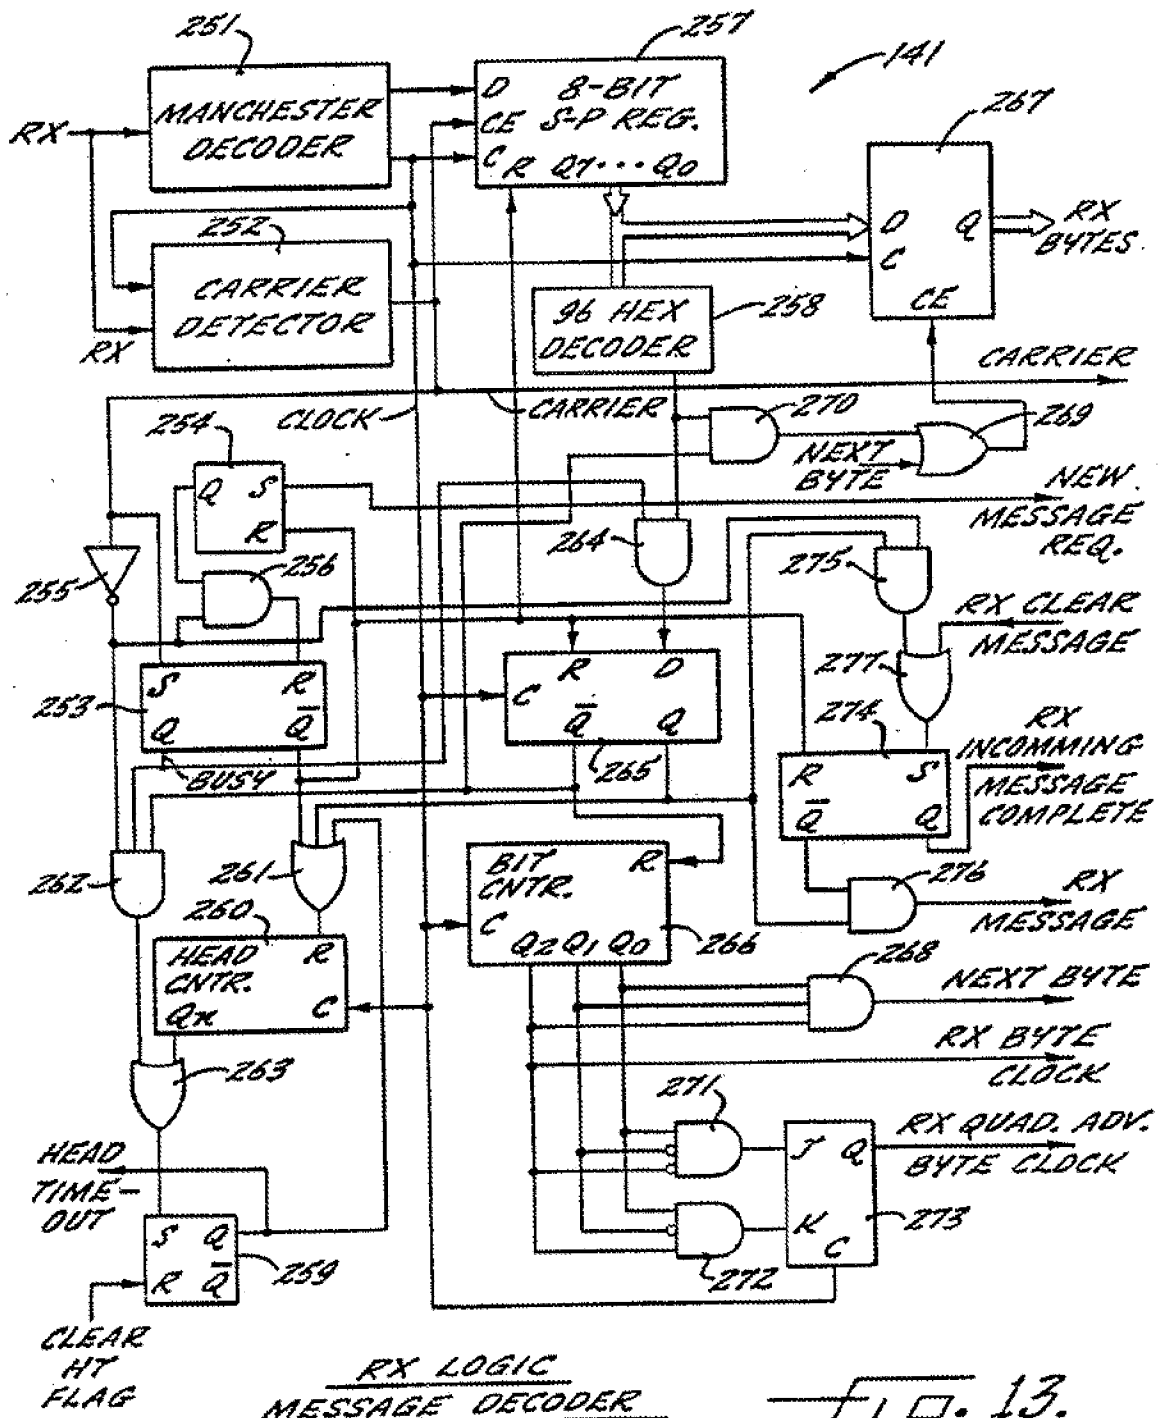 251
257
141
RX
MANCHESTER
DECODER
D
8-BIT
CE
S-P REG.
C
R
Q7···Q0
267
D
Q
C
CE
RX
BYTES
252
CARRIER
DETECTOR
RX
96 HEX
DECODER
258
CARRIER
CLOCK
CARRIER
270
269
NEXT
BYTE
254
Q
S
R
NEW
MESSAGE
REQ.
264
255
256
275
RX CLEAR
MESSAGE
277
253
S
R
Q
Q̅
BUSY
C
R
D
Q̅
Q
265
274
R
S
Q̅
Q
RX
INCOMMING
MESSAGE
COMPLETE
262
261
BIT
CNTR.
R
C
Q2 Q1 Q0
266
276
RX
MESSAGE
260
HEAD
CNTR.
Qn
R
C
268
NEXT BYTE
263
RX BYTE
CLOCK
271
J
Q
K
C
273
RX QUAD. ADV.
BYTE CLOCK
272
HEAD
TIME-
OUT
S
Q
R
Q̅
259
CLEAR
HT
FLAG
RX LOGIC
MESSAGE DECODER
FIG. 13.